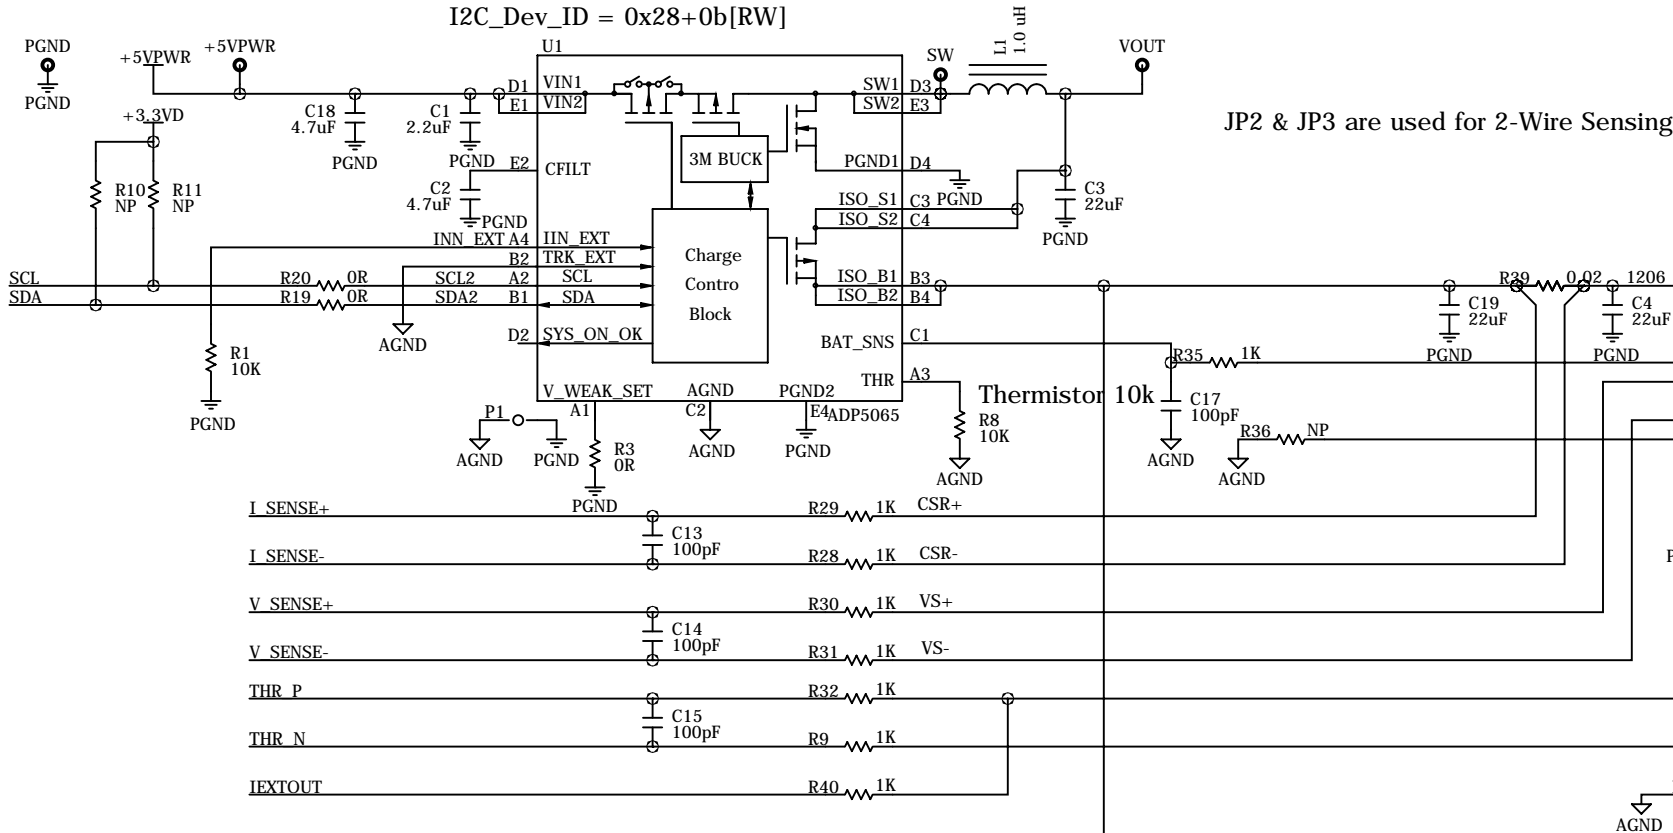 I2C_Dev_ID = 0x28+0b[RW]
PGND
+5VPWR
+5VPWR
U1
SW
L1
1.0 uH
VOUT
PGND
D1
VIN1
SW1
D3
E1
VIN2
SW2
E3
C18
4.7uF
C1
2.2uF
+3.3VD
JP2 & JP3 are used for 2-Wire Sensing
PGND
PGND
E2
CFILT
3M BUCK
PGND1
D4
PGND
R10
NP
R11
NP
C2
4.7uF
C3
22uF
ISO_S1
C3
ISO_S2
C4
PGND
PGND
INN_EXT
A4
IIN_EXT
B2
TRK_EXT
Charge
Contro
Block
SCL
R20
0R
SCL2
A2
SCL
ISO_B1
B3
R39
0.02
1206
SDA
R19
0R
SDA2
B1
SDA
ISO_B2
B4
C19
22uF
C4
22uF
AGND
D2
SYS_ON_OK
BAT_SNS
C1
R1
10K
R35
1K
PGND
PGND
THR
A3
Thermistor 10k
V_WEAK_SET
AGND
PGND2
A1
C2
E4
ADP5065
C17
100pF
PGND
P1
R8
10K
R36
NP
AGND
PGND
R3
0R
AGND
PGND
AGND
AGND
AGND
PGND
I_SENSE+
R29
1K
CSR+
C13
100pF
I_SENSE-
R28
1K
CSR-
P
V_SENSE+
R30
1K
VS+
C14
100pF
V_SENSE-
R31
1K
VS-
THR_P
R32
1K
C15
100pF
THR_N
R9
1K
IEXTOUT
R40
1K
AGND